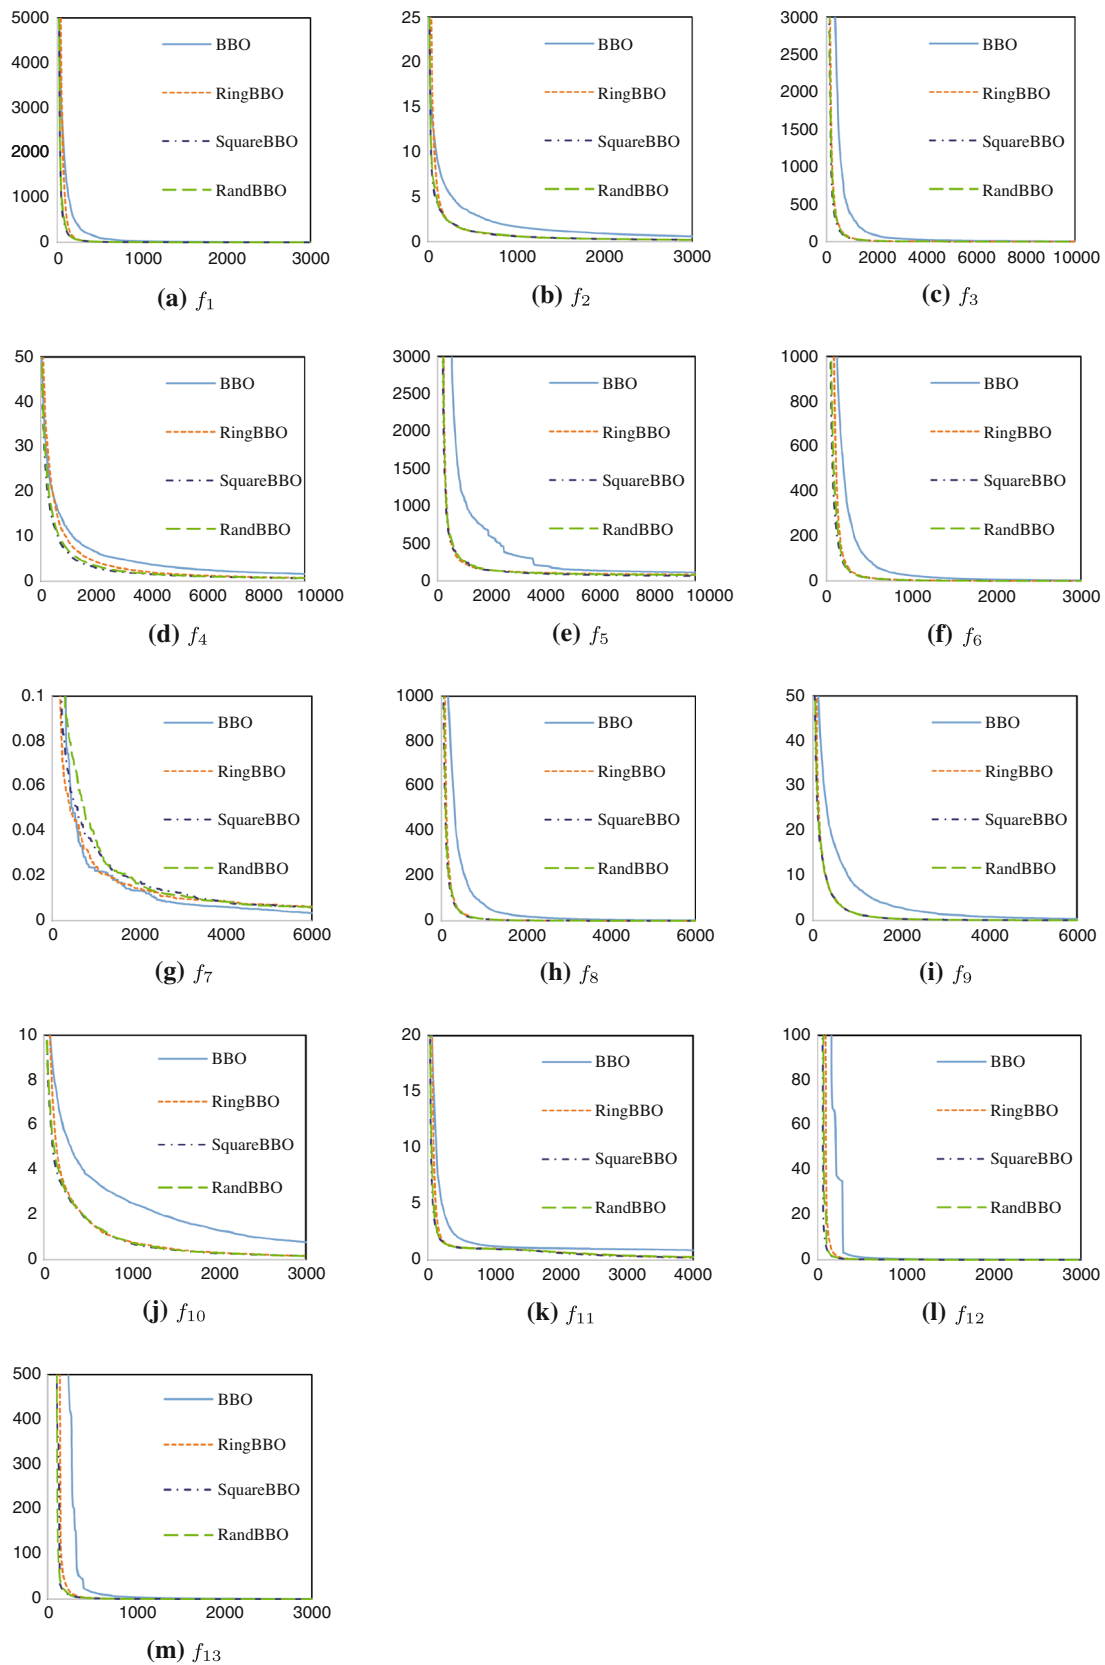 5000
4000
3000
2000
1000
0
0 1000 2000 3000
BBO
RingBBO
SquareBBO
RandBBO
(a) f1
25
20
15
10
5
0
0 1000 2000 3000
BBO
RingBBO
SquareBBO
RandBBO
(b) f2
3000
2500
2000
1500
1000
500
0
0 2000 4000 6000 8000 10000
BBO
RingBBO
SquareBBO
RandBBO
(c) f3
50
40
30
20
10
0
0 2000 4000 6000 8000 10000
BBO
RingBBO
SquareBBO
RandBBO
(d) f4
3000
2500
2000
1500
1000
500
0
0 2000 4000 6000 8000 10000
BBO
RingBBO
SquareBBO
RandBBO
(e) f5
1000
800
600
400
200
0
0 1000 2000 3000
BBO
RingBBO
SquareBBO
RandBBO
(f) f6
0.1
0.08
0.06
0.04
0.02
0
0 2000 4000 6000
BBO
RingBBO
SquareBBO
RandBBO
(g) f7
1000
800
600
400
200
0
0 1000 2000 3000 4000 5000 6000
BBO
RingBBO
SquareBBO
RandBBO
(h) f8
50
40
30
20
10
0
0 2000 4000 6000
BBO
RingBBO
SquareBBO
RandBBO
(i) f9
10
8
6
4
2
0
0 1000 2000 3000
BBO
RingBBO
SquareBBO
RandBBO
(j) f10
20
15
10
5
0
0 1000 2000 3000 4000
BBO
RingBBO
SquareBBO
RandBBO
(k) f11
100
80
60
40
20
0
0 1000 2000 3000
BBO
RingBBO
SquareBBO
RandBBO
(l) f12
500
400
300
200
100
0
0 1000 2000 3000
BBO
RingBBO
SquareBBO
RandBBO
(m) f13